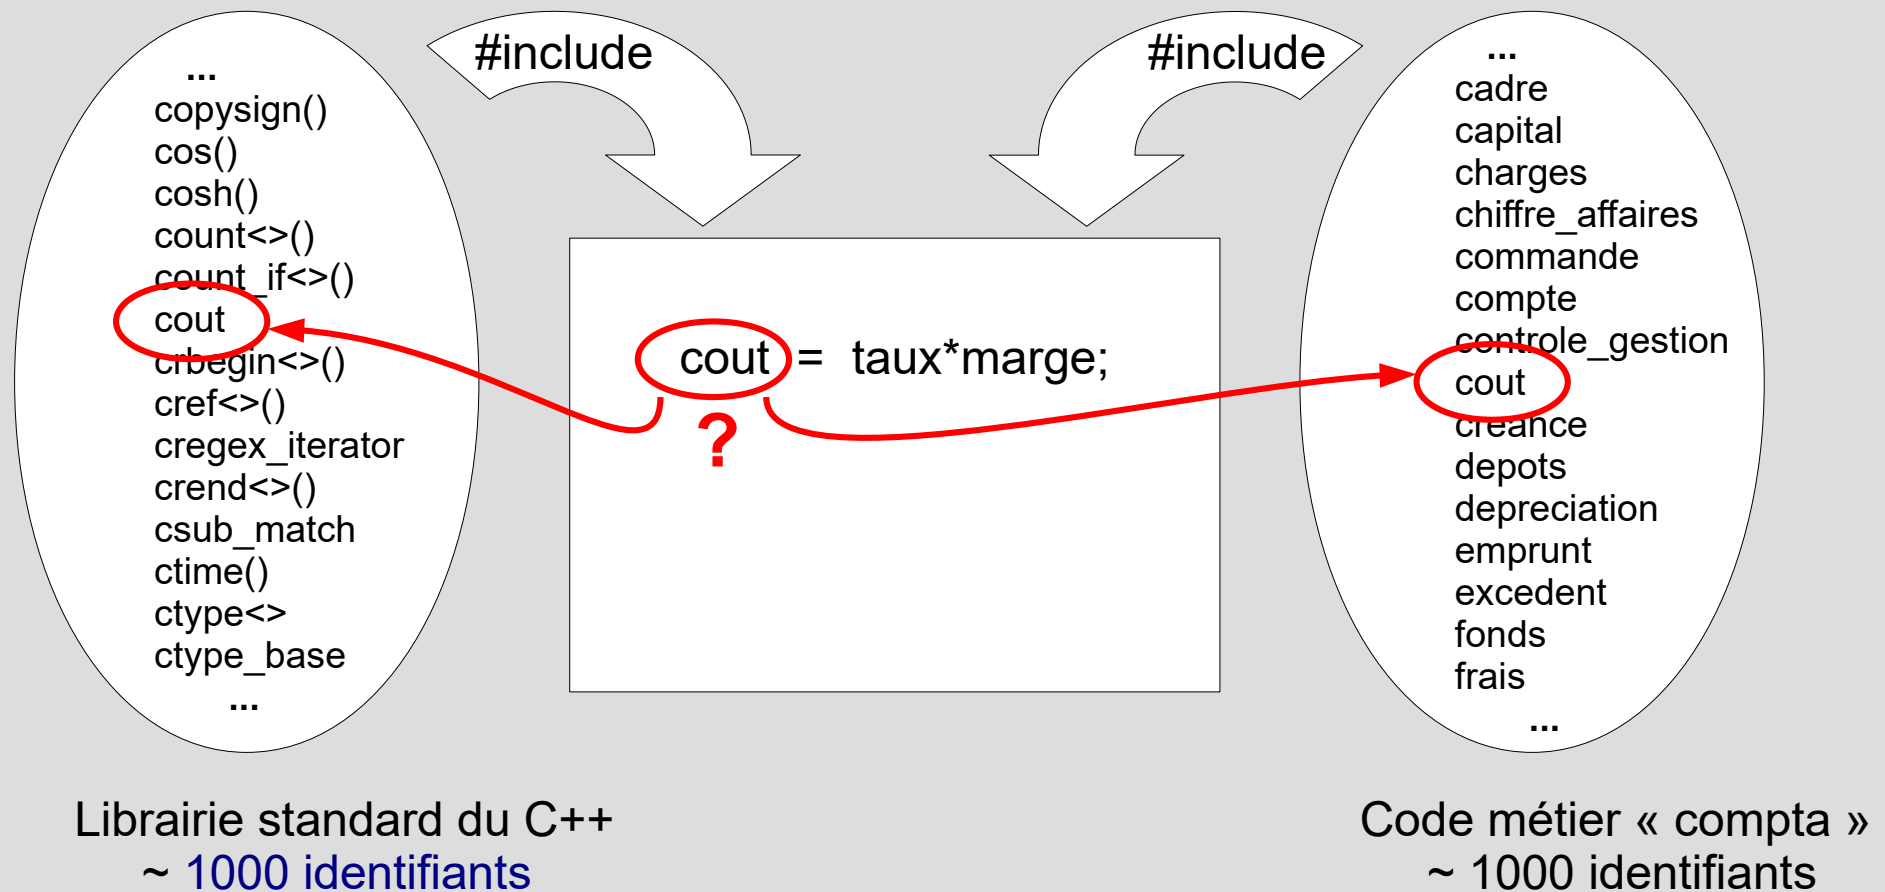 ...
copysign()
cos()
cosh()
count<>()
count_if<>()
cout
crbegin<>()
cref<>()
cregex_iterator
crend<>()
csub_match
ctime()
ctype<>
ctype_base
...
Librairie standard du C++
~ 1000 identifiants
#include
#include
cout = taux*marge;
?
...
cadre
capital
charges
chiffre_affaires
commande
compte
controle_gestion
cout
creance
depots
depreciation
emprunt
excedent
fonds
frais
...
Code métier « compta »
~ 1000 identifiants